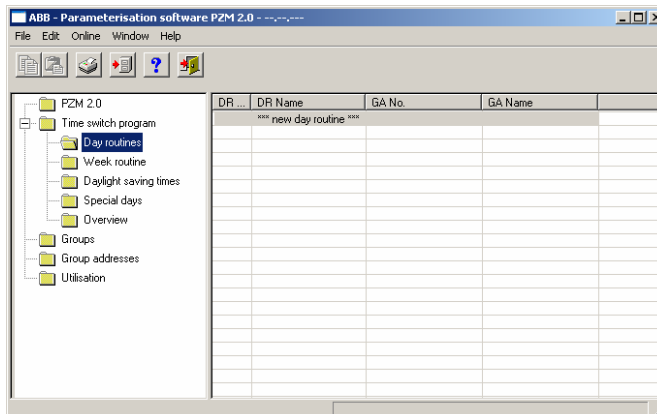 ABB - Parameterisation software PZM 2.0 - --,--,---
File Edit Online Window Help
PZM 2.0
Time switch program
Day routines
Week routine
Daylight saving times
Special days
Overview
Groups
Group addresses
Utilisation
DR ... DR Name GA No. GA Name
*** new day routine ***